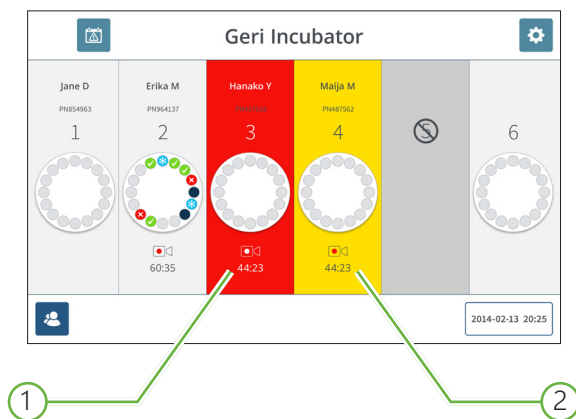 Geri Incubator
Jane D
PN854963
1
Erika M
PN964137
2
60:35
Hanako Y
3
44:23
Maija M
PN487562
4
44:23
5
6
2014-02-13 20:25
1
2